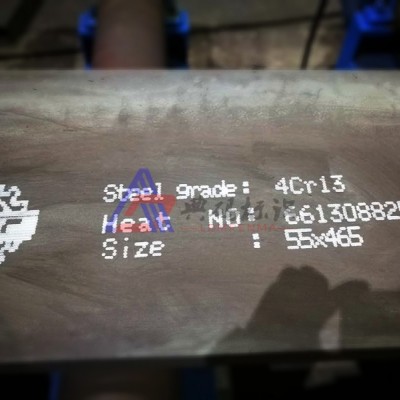 Steel grade: 4Cr13
Heat NO: 661308825
Size : 55x465